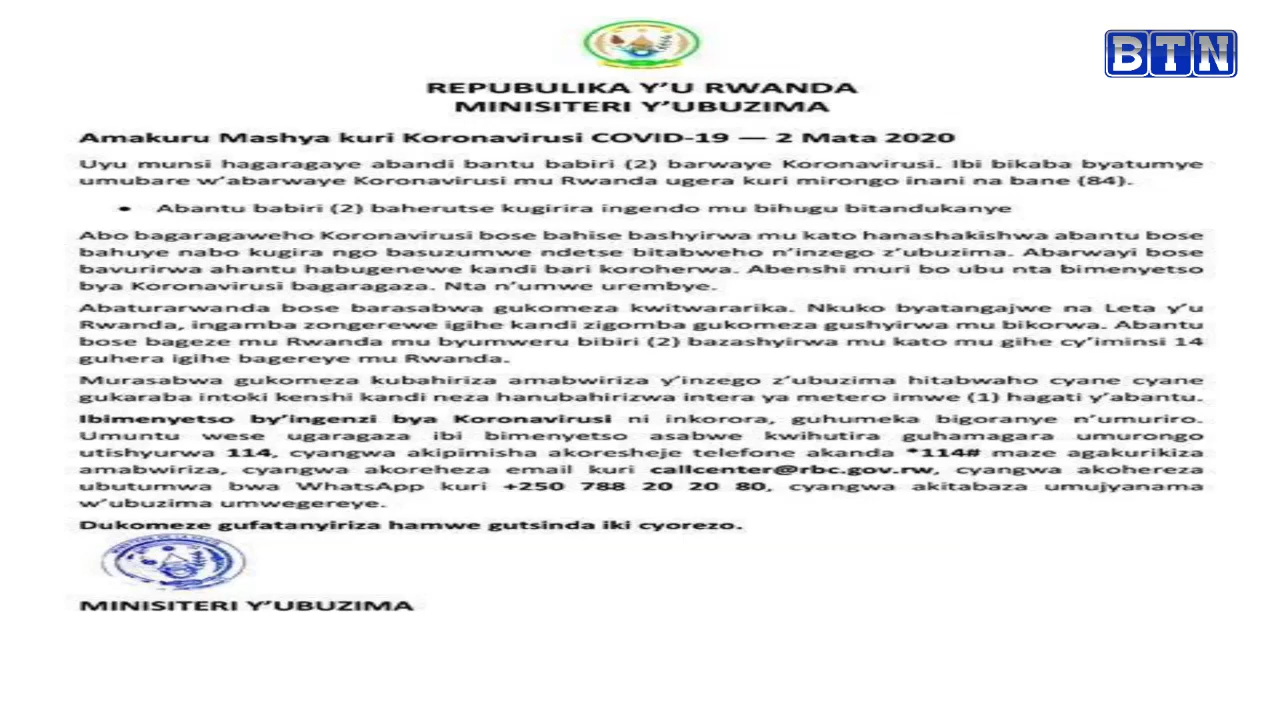 BTN
REPUBULIKA Y'U RWANDA
MINISITERI Y'UBUZIMA
Amakuru Mashya kuri Koronavirusi COVID-19 — 2 Mata 2020
Uyu munsi hagaragaye abandi bantu babiri (2) barwaye Koronavirusi. Ibi bikaba byatumye
umubare w'abarwaye Koronavirusi mu Rwanda ugera kuri mirongo inani na bane (84).
• Abantu babiri (2) baherutse kugirira ingendo mu bihugu bitandukanye
Abo bagaragaweho Koronavirusi bose bahise bashyirwa mu kato hanashakishwa abantu bose
bahuye nabo kugira ngo basuzumwe ndetse bitabweho n'inzego z'ubuzima. Abarwayi bose
bavurirwa ahantu habugenewe kandi bari koroherwa. Abenshi muri bo ubu nta bimenyetso
bya Koronavirusi bagaragaza. Nta n'umwe urembye.
Abaturarwanda bose barasabwa gukomeza kwitwararika. Nkuko byatangajwe na Leta y'u
Rwanda, ingamba zongerewe igihe kandi zigomba gukomeza gushyirwa mu bikorwa. Abantu
bose bageze mu Rwanda mu byumweru bibiri (2) bazashyirwa mu kato mu gihe cy'iminsi 14
guhera igihe bagereye mu Rwanda.
Murasabwa gukomeza kubahiriza amabwiriza y'inzego z'ubuzima hitabwaho cyane cyane
gukaraba intoki kenshi kandi neza hanubahirizwa intera ya metero imwe (1) hagati y'abantu.
Ibimenyetso by'ingenzi bya Koronavirusi ni inkorora, guhumeka bigoranye n'umuriro.
Umuntu wese ugaragaza ibi bimenyetso asabwe kwihutira guhamagara umurongo
utishyurwa 114, cyangwa akipimisha akoresheje telefone akanda *114# maze agakurikiza
amabwiriza, cyangwa akoreheza email kuri callcenter@rbc.gov.rw, cyangwa akohereza
ubutumwa bwa WhatsApp kuri +250 788 20 20 80, cyangwa akitabaza umujyanama
w'ubuzima umwegereye.
Dukomeze gufatanyiriza hamwe gutsinda iki cyorezo.
MINISITERI Y'UBUZIMA